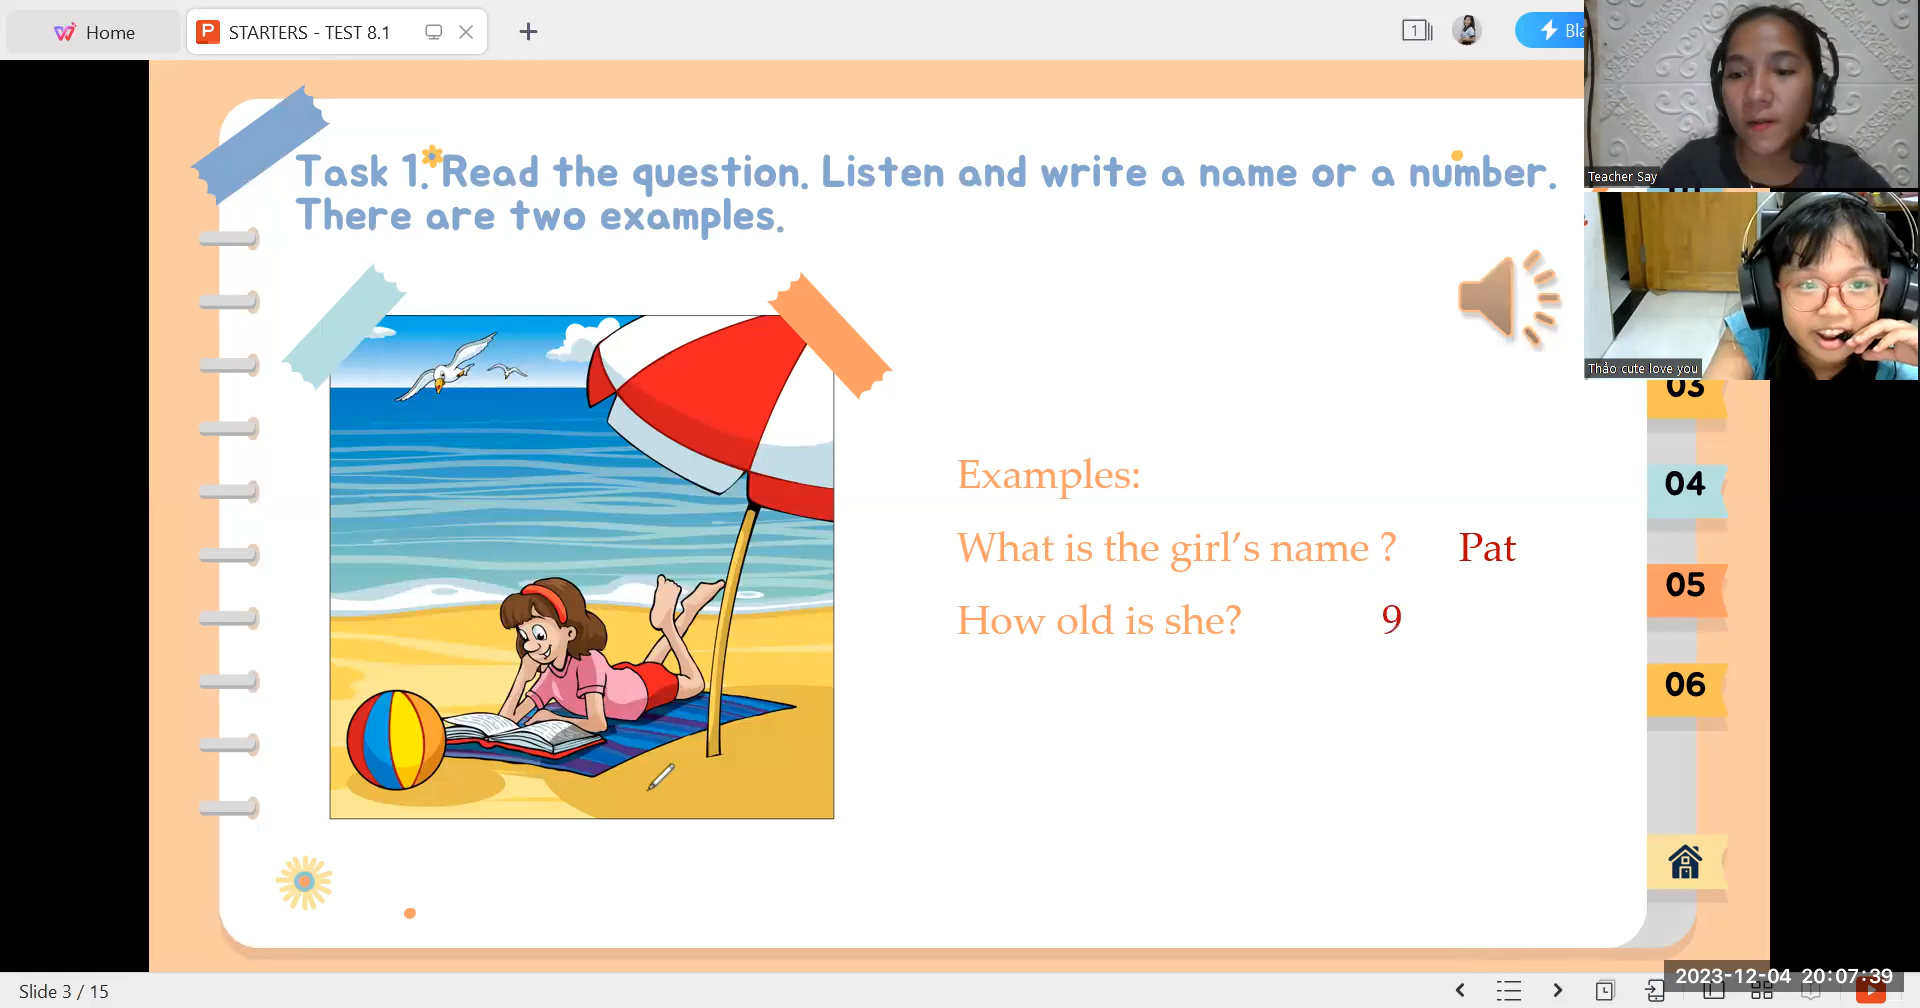 Home
STARTERS - TEST 8.1
1
Bla
Teacher Say
Task 1. Read the question. Listen and write a name or a number.
There are two examples.
Thảo cute love you
03
Examples:
04
What is the girl’s name ? Pat
05
How old is she? 9
06
Slide 3 / 15
2023-12-04 20:07:39